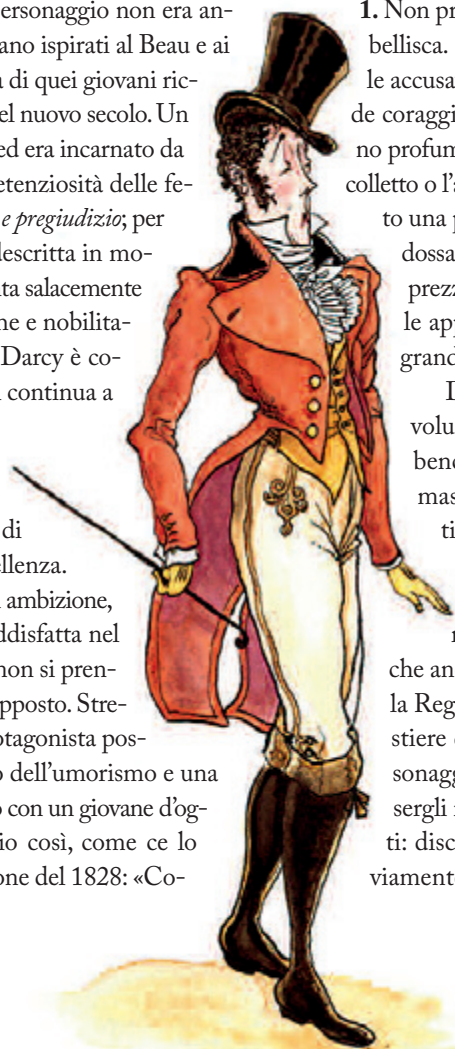 ersonaggio non era an-
ano ispirati al Beau e ai
di quei giovani ric-
el nuovo secolo. Un
ed era incarnato da
etenziosità delle fe-
e pregiudizio; per
descritta in mo-
ta salacemente
ne e nobilita-
Darcy è co-
continua a
di
ellenza.
ambizione,
ddisfatta nel
non si pren-
pposto. Stre-
otagonista pos-
o dell'umorismo e una
o con un giovane d'og-
io così, come ce lo
one del 1828: «Co-
1. Non pr
bellisca.
le accusa
de coraggi
no profum
colletto o l'a
to una p
dossa
prezz
le app
grand
volu
bene
mas
ti
che an
la Reg
stiere
sonagg
sergli
ti: disc
viamente